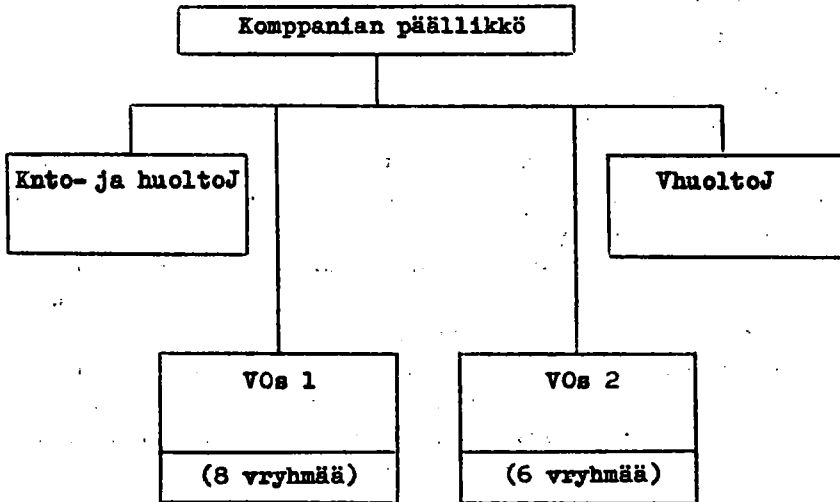 Komppanian päällikkö
Knto- ja huoltoJ
VhuoltoJ
VOs 1
VOs 2
(8 vryhmää)
(6 vryhmää)